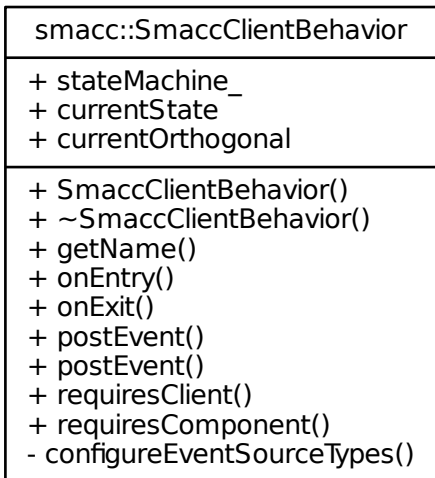 smacc::SmaccClientBehavior
+ stateMachine_
+ currentState
+ currentOrthogonal
+ SmaccClientBehavior()
+ ~SmaccClientBehavior()
+ getName()
+ onEntry()
+ onExit()
+ postEvent()
+ postEvent()
+ requiresClient()
+ requiresComponent()
- configureEventSourceTypes()